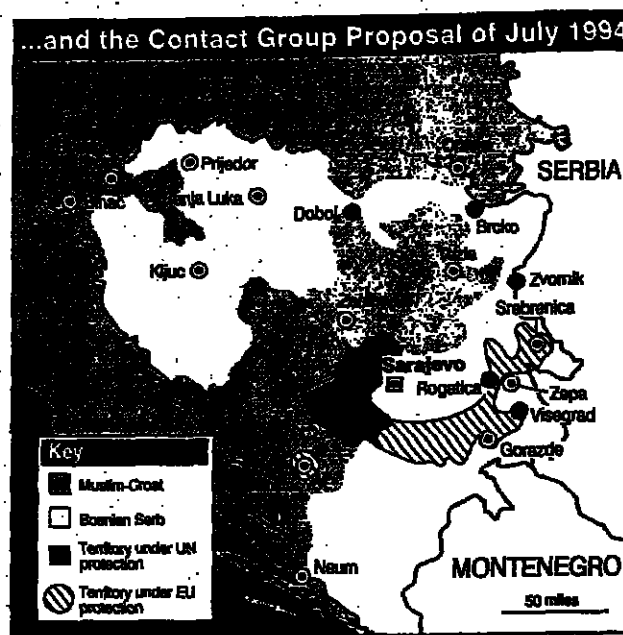 ...and the Contact Group Proposal of July 1994
SERBIA
Prijedor
Luka
Doboj
Brcko
Kljuc
Zvornik
Srebrenica
Sarajevo
Rogatica
Zepa
Visegrad
Gorazde
Key
Muslim-Croat
Bosnian Serb
Territory under UN
protection
Territory under EU
protection
Neum
MONTENEGRO
50 miles